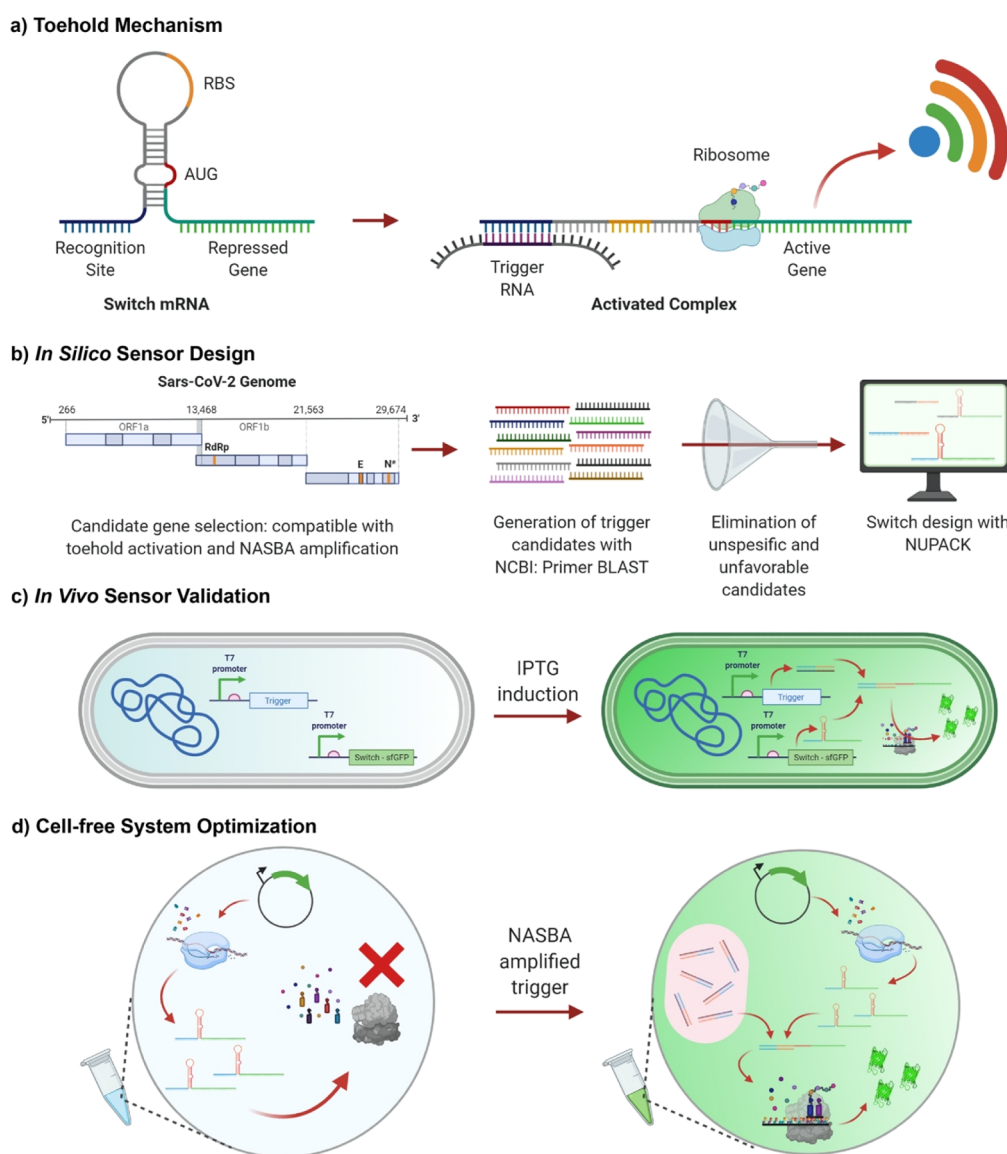 a) Toehold Mechanism
RBS
AUG
Ribosome
Recognition
Site
Repressed
Gene
Trigger
RNA
Active
Gene
Switch mRNA
Activated Complex
b) In Silico Sensor Design
Sars-CoV-2 Genome
5' 266 13,468 21,563 29,674 3'
ORF1a ORF1b
RdRp
E N*
Candidate gene selection: compatible with
toehold activation and NASBA amplification
Generation of trigger
candidates with
NCBI: Primer BLAST
Elimination of
unspesific and
unfavorable
candidates
Switch design with
NUPACK
c) In Vivo Sensor Validation
T7
promoter
Trigger
T7
promoter
Switch - sfGFP
IPTG
induction
T7
promoter
Trigger
T7
promoter
Switch - sfGFP
d) Cell-free System Optimization
NASBA
amplified
trigger